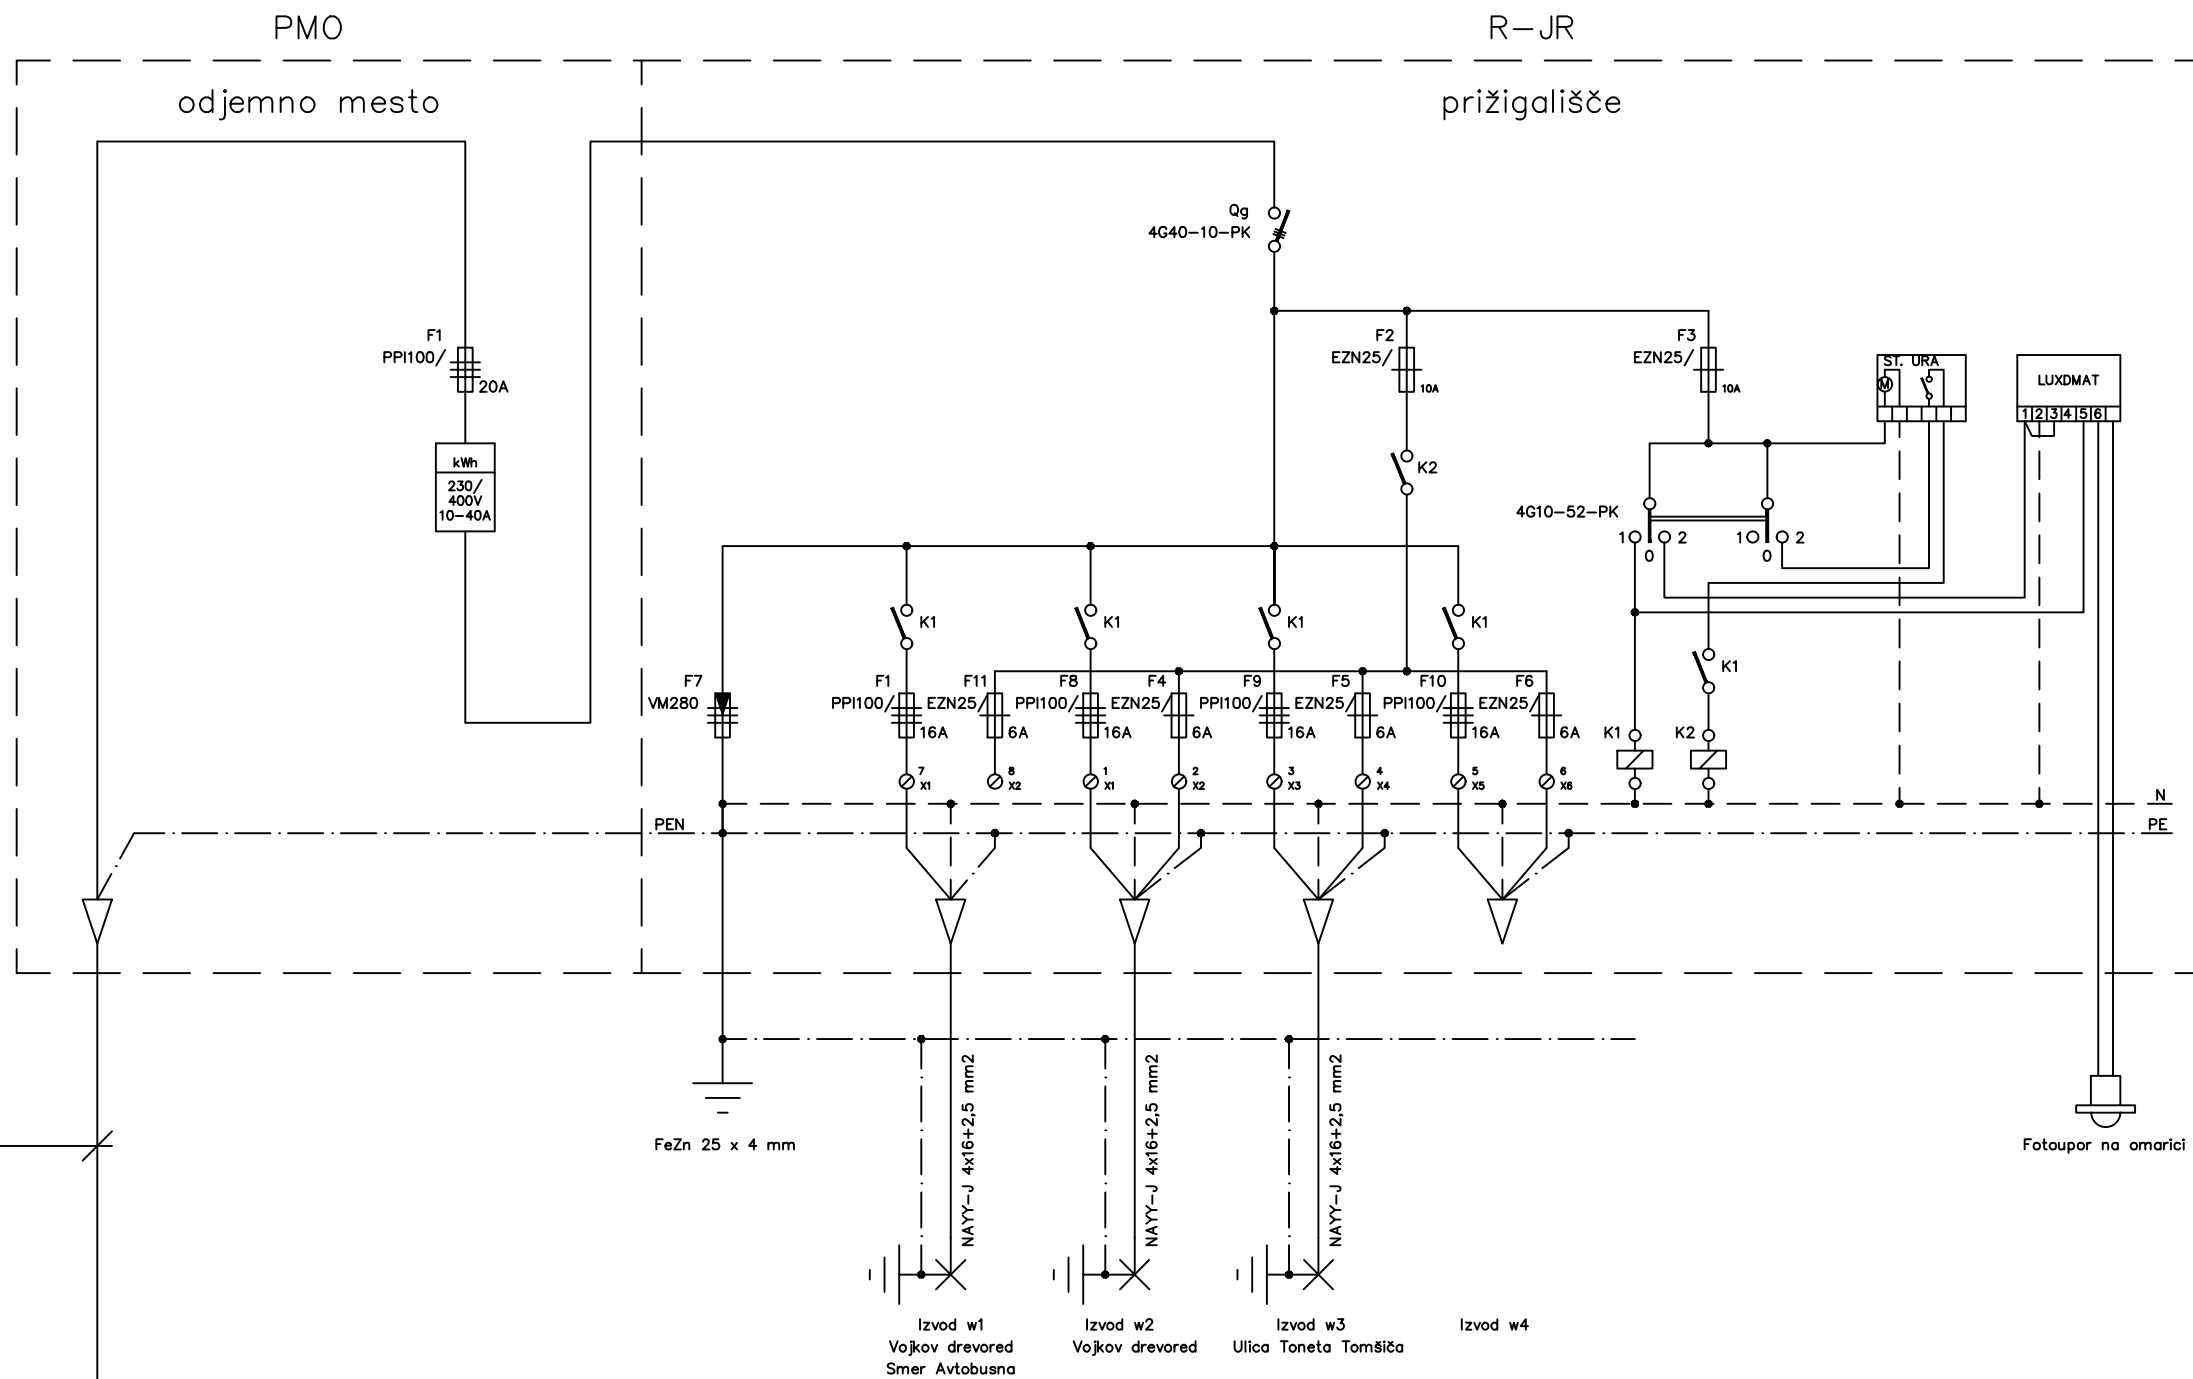 PMO
R-JR
odjemno mesto
prižigališče
Qg
4G40-10-PK
F1
PPI100/
20A
kWh
230/
400V
10-40A
F2
EZN25/
10A
K2
F3
EZN25/
10A
ST. URA
M
LUXDMAT
1 2 3 4 5 6
4G10-52-PK
1 2
0
1 2
0
K1
K1
K1
K1
K1
K1
K2
F7
VM280
F1
PPI100/
16A
F11
EZN25/
6A
F8
PPI100/
16A
F4
EZN25/
6A
F9
PPI100/
16A
F5
EZN25/
6A
F10
PPI100/
16A
F6
EZN25/
6A
7
X1
8
X2
1
X1
2
X2
3
X3
4
X4
5
X5
6
X6
N
PEN
PE
NAYY-J 4x16+2,5 mm2
NAYY-J 4x16+2,5 mm2
NAYY-J 4x16+2,5 mm2
FeZn 25 x 4 mm
Fotoupor na omarici
Izvod w1
Vojkov drevored
Smer Avtobusna
Izvod w2
Vojkov drevored
Izvod w3
Ulica Toneta Tomšiča
Izvod w4